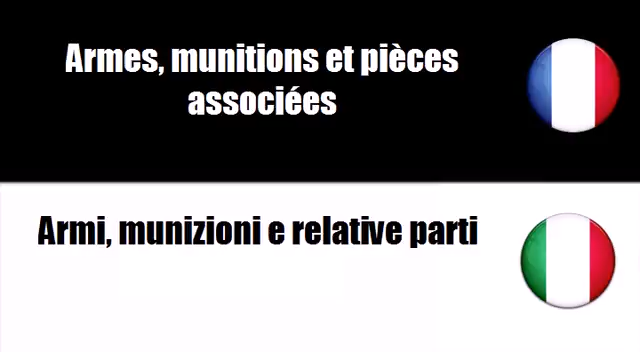 Armes, munitions et pièces
associées
Armi, munizioni e relative parti